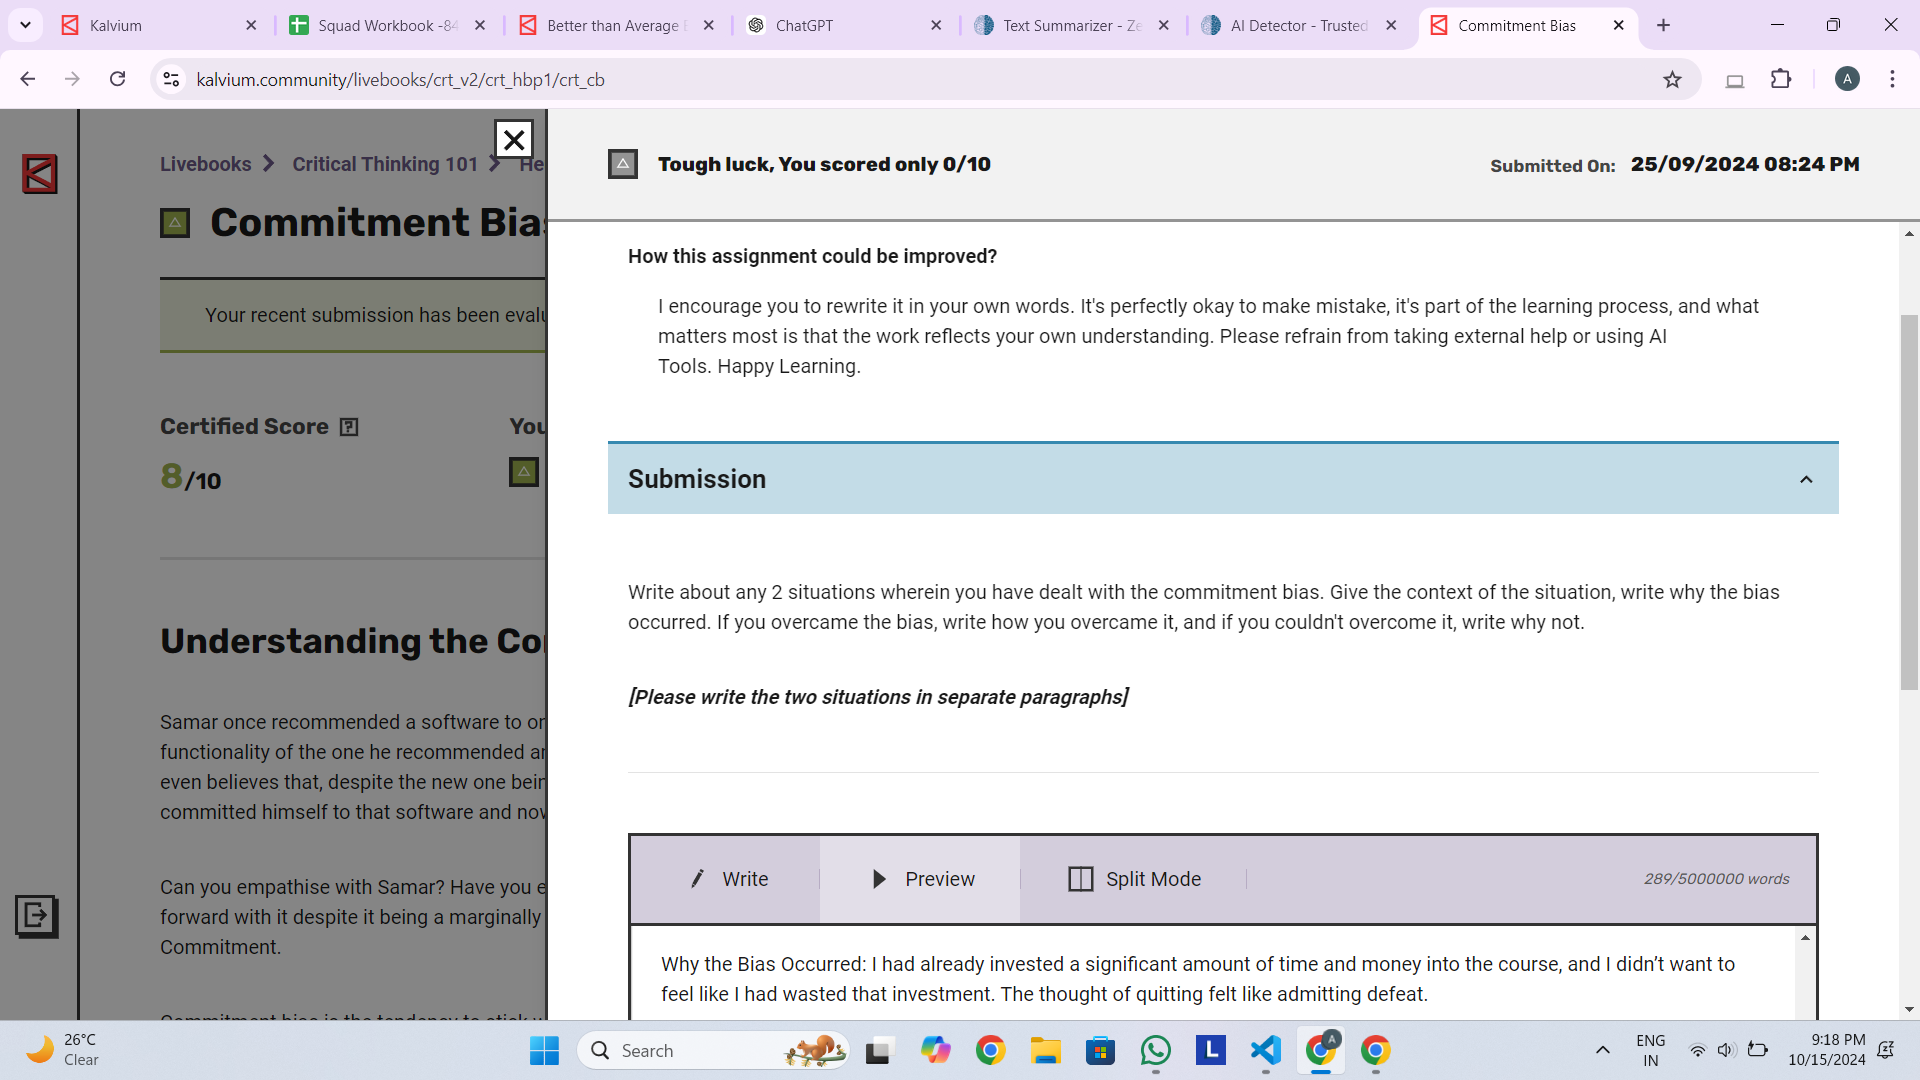 Kalvium
Squad Workbook -84
Better than Average E
ChatGPT
Text Summarizer - Ze
AI Detector - Trusted
Commitment Bias
kalvium.community/livebooks/crt_v2/crt_hbp1/crt_cb
A
Livebooks
Critical Thinking 101
He
Tough luck, You scored only 0/10
Submitted On: 25/09/2024 08:24 PM
Commitment Bias
Your recent submission has been evalu
How this assignment could be improved?
I encourage you to rewrite it in your own words. It's perfectly okay to make mistake, it's part of the learning process, and what
matters most is that the work reflects your own understanding. Please refrain from taking external help or using AI
Tools. Happy Learning.
Certified Score ?
You
8/10
Submission
Write about any 2 situations wherein you have dealt with the commitment bias. Give the context of the situation, write why the bias
occurred. If you overcame the bias, write how you overcame it, and if you couldn't overcome it, write why not.
[Please write the two situations in separate paragraphs]
Understanding the Co
Samar once recommended a software to or
functionality of the one he recommended ar
even believes that, despite the new one bein
committed himself to that software and nov
Can you empathise with Samar? Have you e
forward with it despite it being a marginally
Commitment.
Commitment bias is the tendency to stick w
Write
Preview
Split Mode
289/5000000 words
Why the Bias Occurred: I had already invested a significant amount of time and money into the course, and I didn’t want to
feel like I had wasted that investment. The thought of quitting felt like admitting defeat.
26°C
Clear
Search
L
A
ENG
IN
9:18 PM
10/15/2024